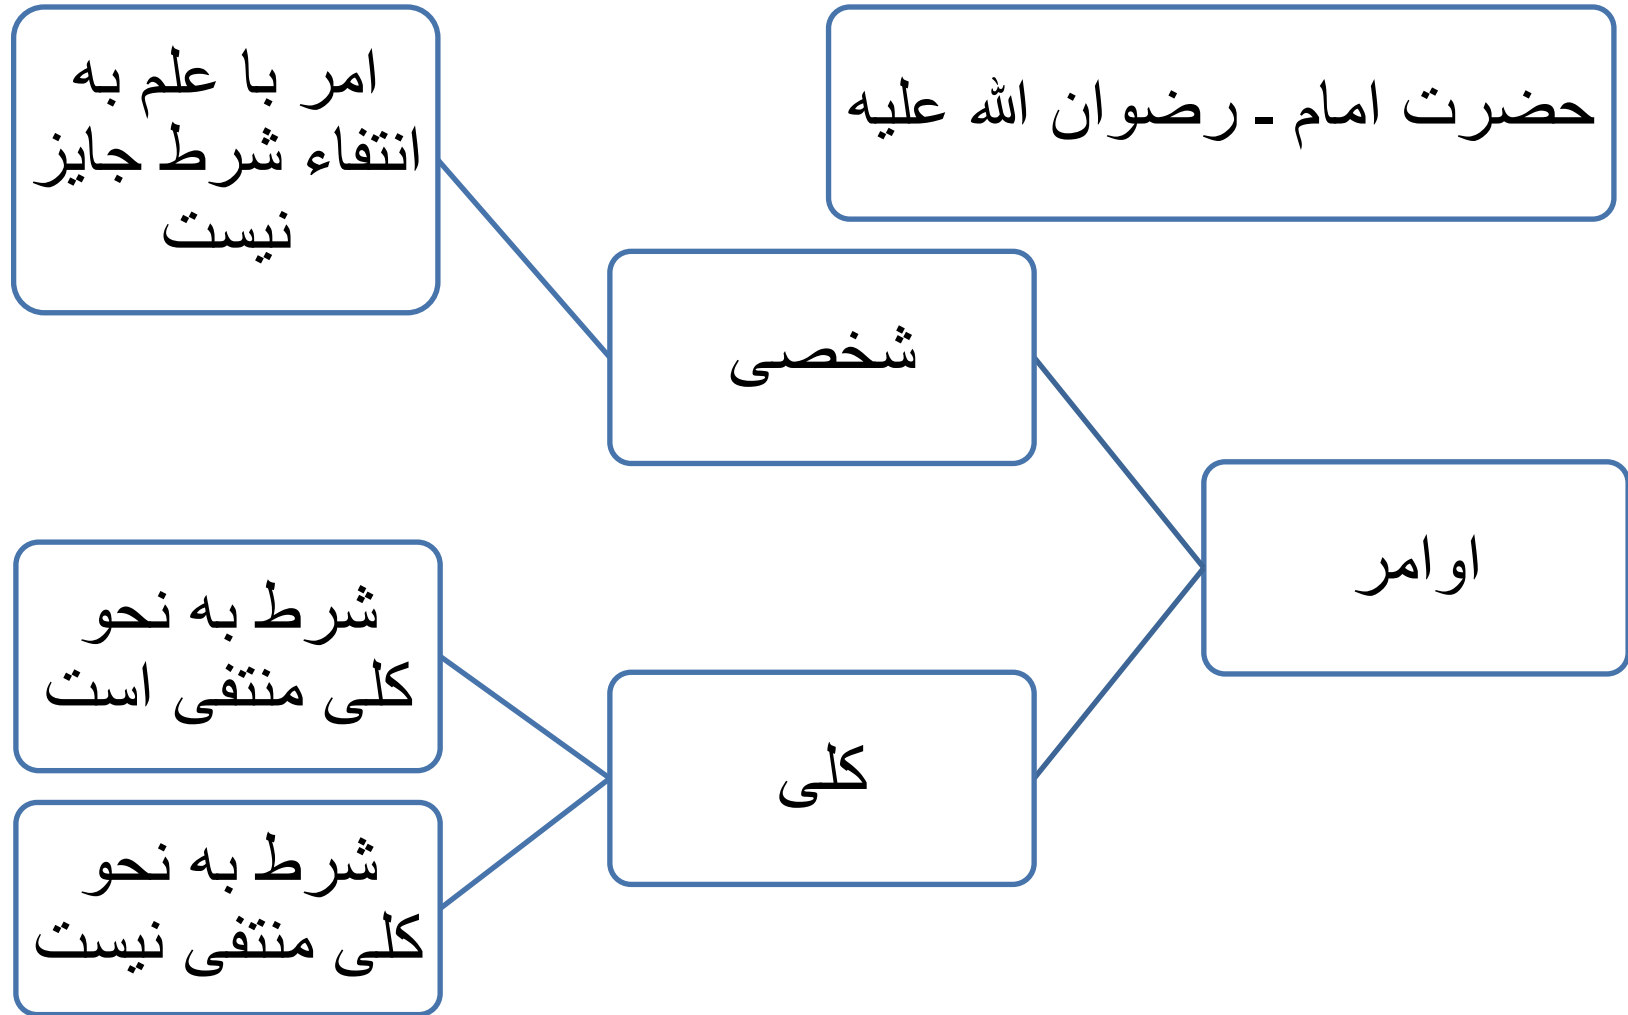 حضرت امام ـ رضوان الله علیه
اوامر
شخصی
امر با علم به
انتفاء شرط جایز
نیست
کلی
شرط به نحو
کلی منتفی است
شرط به نحو
کلی منتفی نیست